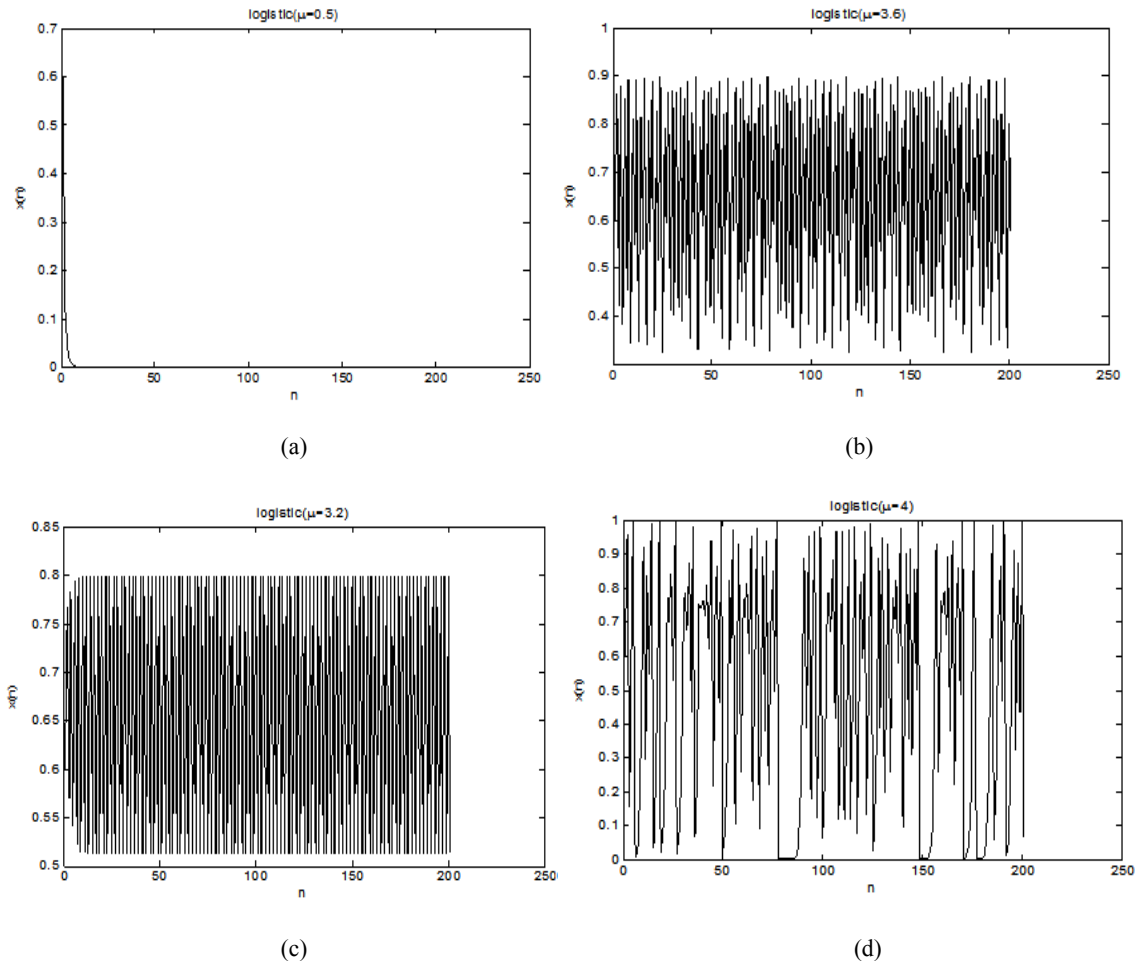 logistic(μ=0.5)
0.7
0.6
0.5
0.4
0.3
0.2
0.1
0
x(n)
0 50 100 150 200 250
n
(a)
logistic(μ=3.6)
1
0.9
0.8
0.7
0.6
0.5
0.4
x(n)
0 50 100 150 200 250
n
(b)
logistic(μ=3.2)
0.85
0.8
0.75
0.7
0.65
0.6
0.55
0.5
x(n)
0 50 100 150 200 250
n
(c)
logistic(μ=4)
1
0.9
0.8
0.7
0.6
0.5
0.4
0.3
0.2
0.1
0
x(n)
0 50 100 150 200 250
n
(d)